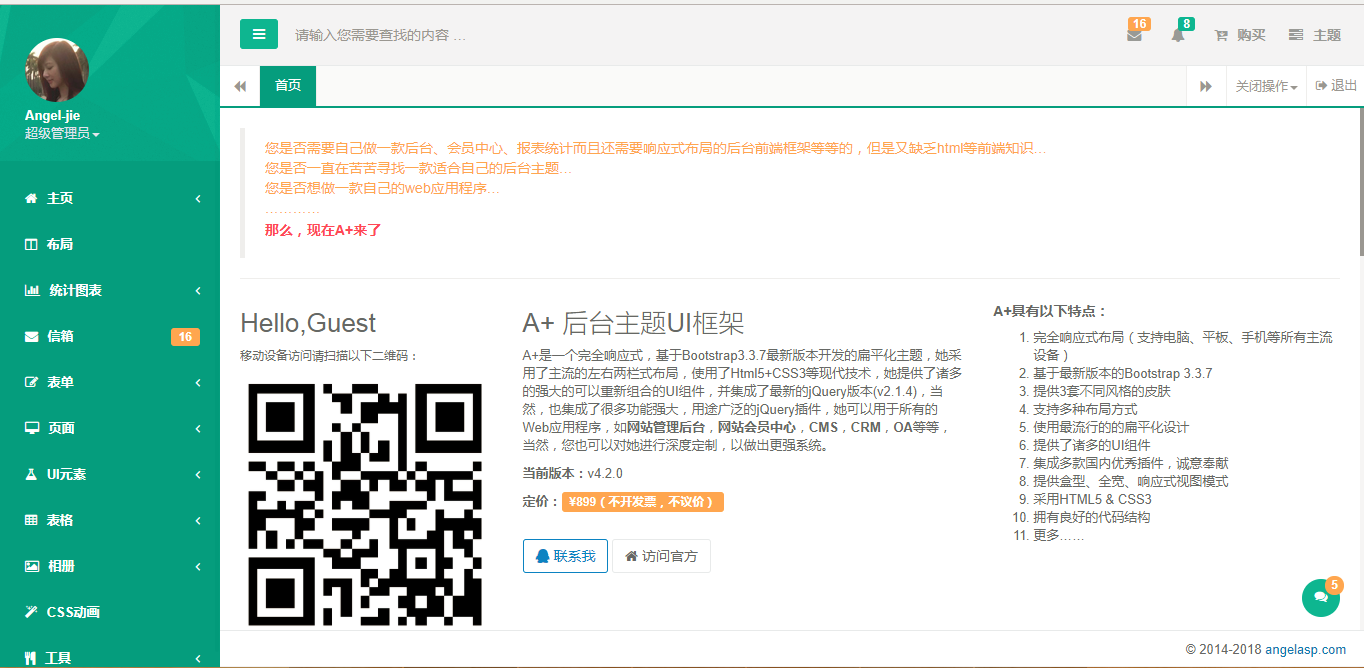 请输入您需要查找的内容 …
16
8
购买
主题
Angel-jie
超级管理员
首页
关闭操作
退出
主页
布局
统计图表
信箱
16
表单
页面
UI元素
表格
相册
CSS动画
工具
您是否需要自己做一款后台、会员中心、报表统计而且还需要响应式布局的后台前端框架等等的，但是又缺乏html等前端知识…
您是否一直在苦苦寻找一款适合自己的后台主题…
您是否想做一款自己的web应用程序…
…………
那么，现在A+来了
Hello,Guest
移动设备访问请扫描以下二维码：
A+ 后台主题UI框架
A+是一个完全响应式，基于Bootstrap3.3.7最新版本开发的扁平化主题，她采
用了主流的左右两栏式布局，使用了Html5+CSS3等现代技术，她提供了诸多
的强大的可以重新组合的UI组件，并集成了最新的jQuery版本(v2.1.4)，当
然，也集成了很多功能强大，用途广泛的jQuery插件，她可以用于所有的
Web应用程序，如网站管理后台，网站会员中心，CMS，CRM，OA等等，
当然，您也可以对她进行深度定制，以做出更强系统。
当前版本：v4.2.0
定价：¥899（不开发票，不议价）
联系我
访问官方
A+具有以下特点：
1. 完全响应式布局（支持电脑、平板、手机等所有主流
设备）
2. 基于最新版本的Bootstrap 3.3.7
3. 提供3套不同风格的皮肤
4. 支持多种布局方式
5. 使用最流行的的扁平化设计
6. 提供了诸多的UI组件
7. 集成多款国内优秀插件，诚意奉献
8. 提供盒型、全宽、响应式视图模式
9. 采用HTML5 & CSS3
10. 拥有良好的代码结构
11. 更多……
5
© 2014-2018 angelasp.com